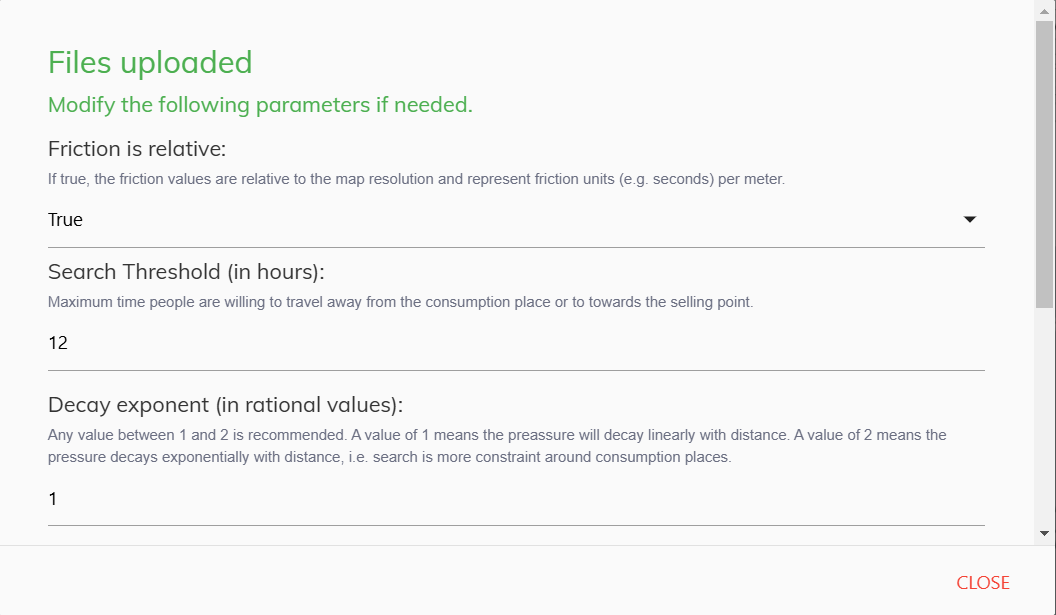 Files uploaded
Modify the following parameters if needed.
Friction is relative:
If true, the friction values are relative to the map resolution and represent friction units (e.g. seconds) per meter.
True
Search Threshold (in hours):
Maximum time people are willing to travel away from the consumption place or to towards the selling point.
12
Decay exponent (in rational values):
Any value between 1 and 2 is recommended. A value of 1 means the preassure will decay linearly with distance. A value of 2 means the
pressure decays exponentially with distance, i.e. search is more constraint around consumption places.
1
CLOSE